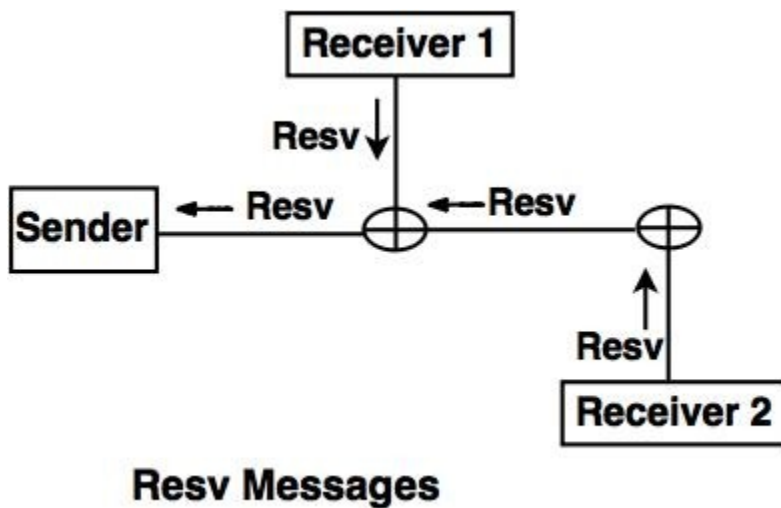 Receiver 1
Resv
Resv
Resv
Sender
Resv
Receiver 2
Resv Messages